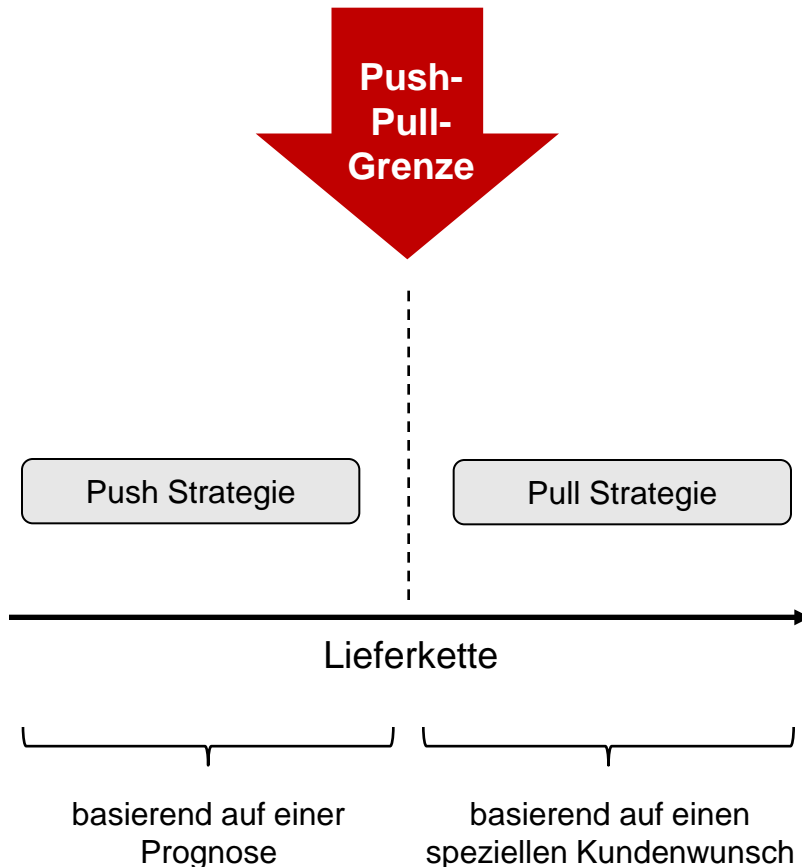 Push-
Pull-
Grenze
Push Strategie
Pull Strategie
Lieferkette
basierend auf einer
Prognose
basierend auf einen
speziellen Kundenwunsch